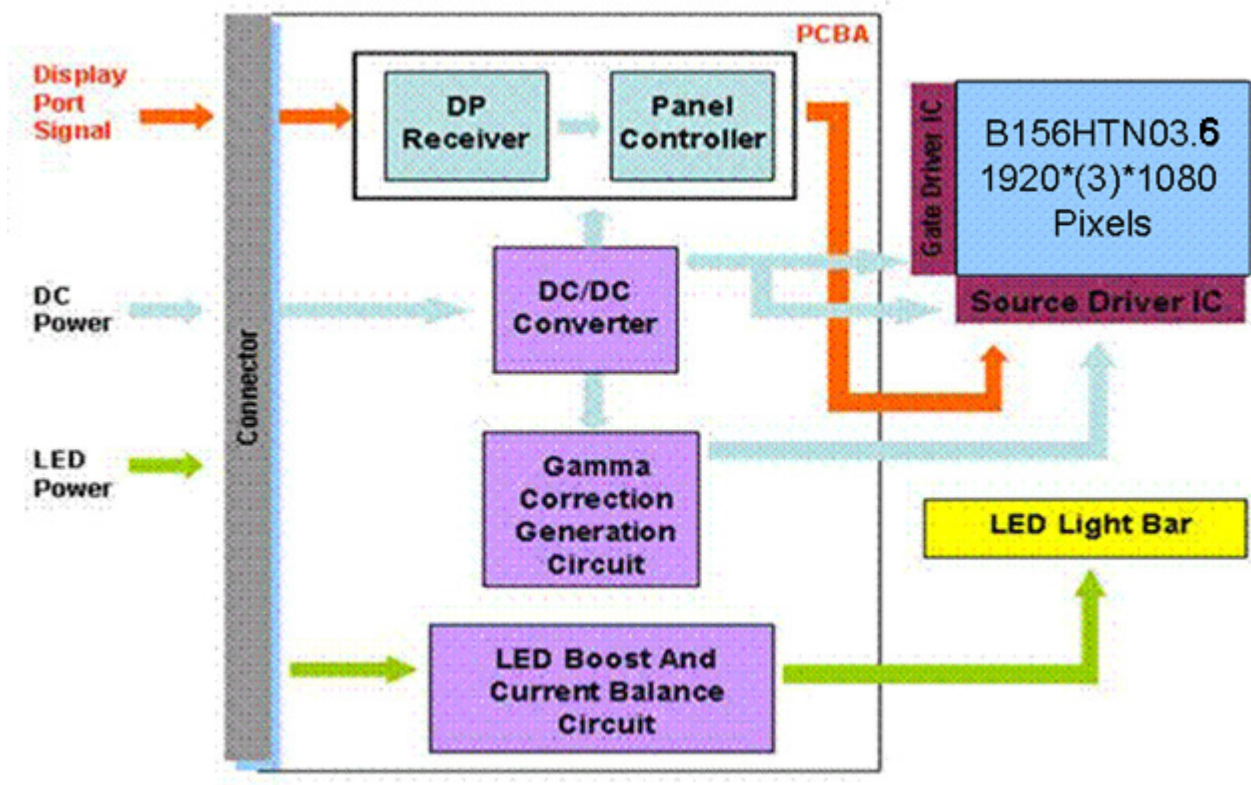 PCBA
Display
Port
Signal
DP
Receiver
Panel
Controller
Gate Driver IC
B156HTN03.6
1920*(3)*1080
Pixels
Source Driver IC
DC
Power
DC/DC
Converter
Connector
LED
Power
Gamma
Correction
Generation
Circuit
LED Light Bar
LED Boost And
Current Balance
Circuit